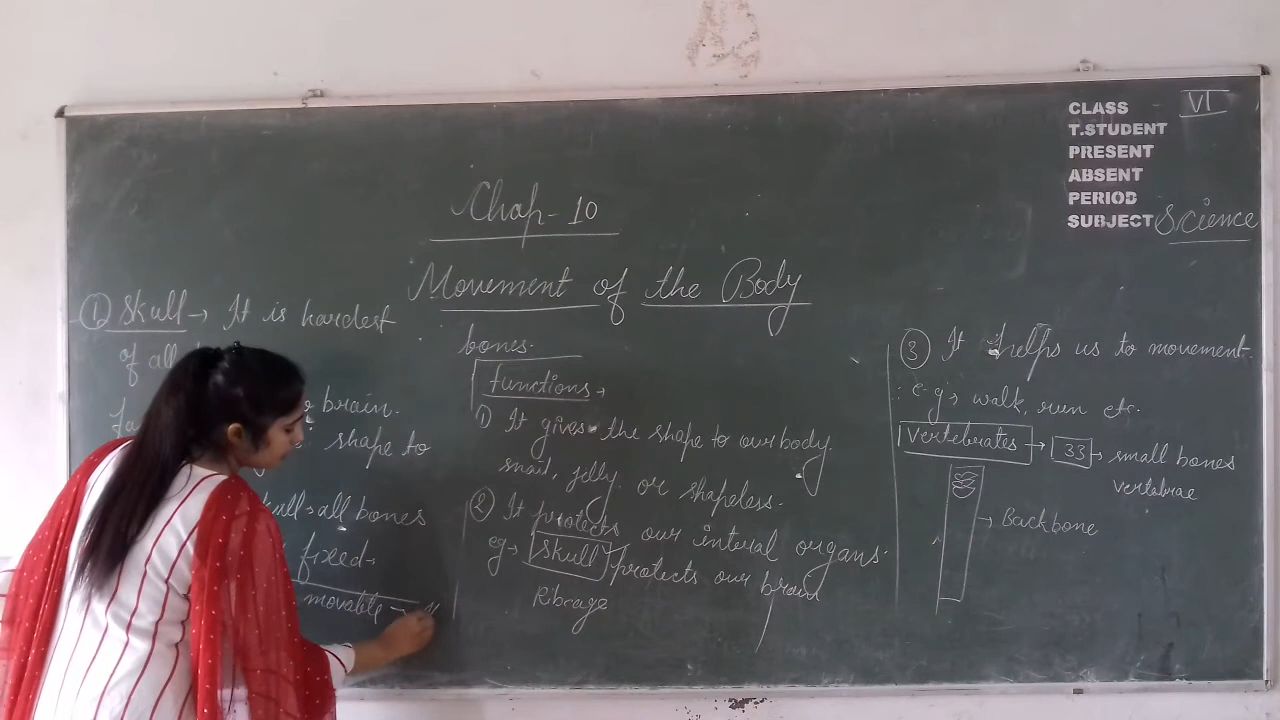 CLASS VI
T.STUDENT
PRESENT
ABSENT
PERIOD
SUBJECT Science
Chap-10
Movement of the Body
① Skull → It is hardest
of all
brain.
shape to
skull → all bones
fixed →
movable →
bones.
functions →
① It gives the shape to our body.
snail, jelly or shapeless.
② It protects our interal organs.
eg → Skull protects our brain
Ribcage
③ It helps us to movement.
e.g → walk, run etc.
Vertebrates → 33 → small bones
vertebrae
→ Backbone